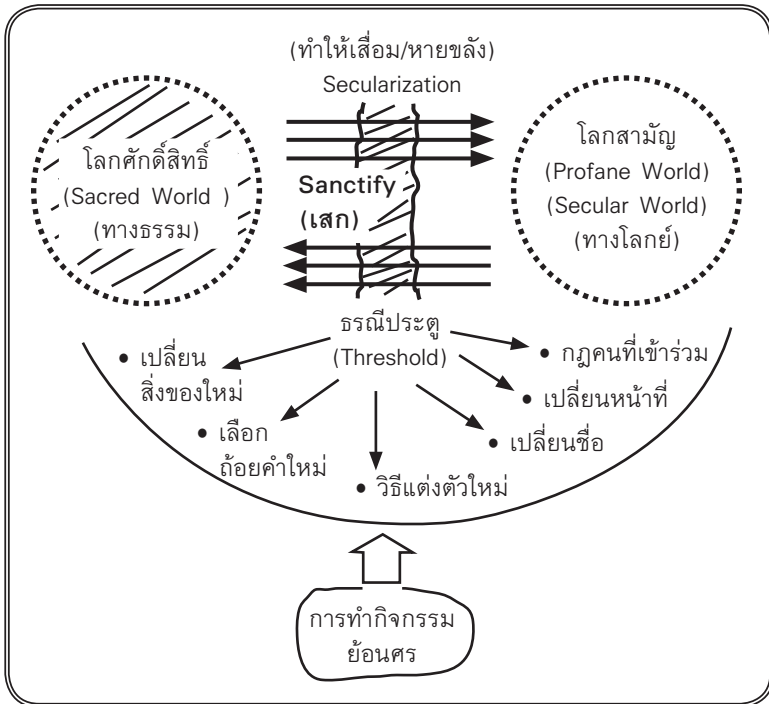 (ทำให้เสื่อม/หายขลัง)
Secularization
โลกศักดิ์สิทธิ์
(Sacred World )
(ทางธรรม)
Sanctify
(เสก)
โลกสามัญ
(Profane World)
(Secular World)
(ทางโลกย์)
ธรณีประตู
(Threshold)
• เปลี่ยน
สิ่งของใหม่
• เลือก
ถ้อยคำใหม่
• วิธีแต่งตัวใหม่
• เปลี่ยนชื่อ
• เปลี่ยนหน้าที่
• กฎคนที่เข้าร่วม
การทำกิจกรรม
ย้อนศร